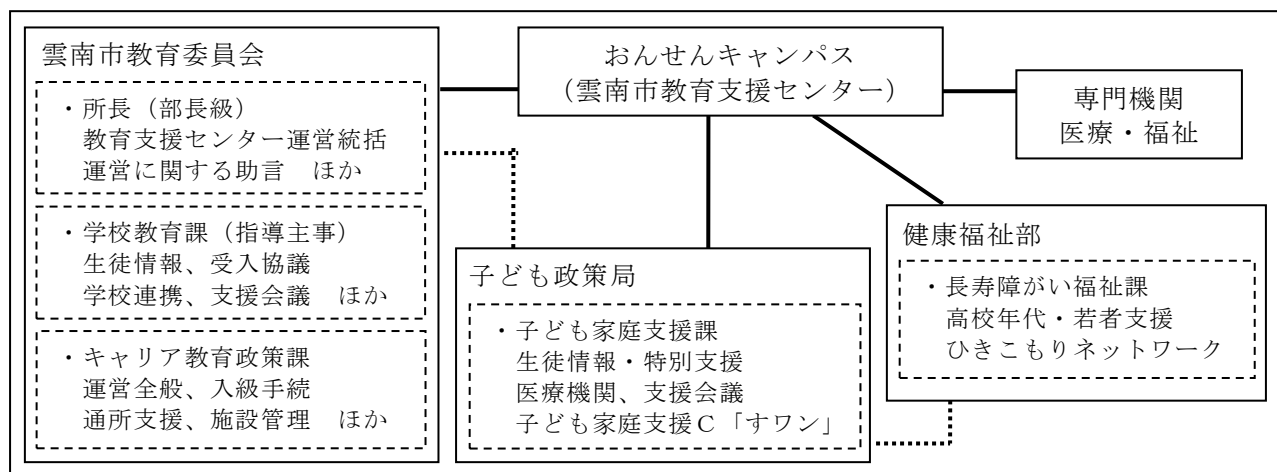 雲南市教育委員会
・所長（部長級）
教育支援センター運営統括
運営に関する助言　ほか
・学校教育課（指導主事）
生徒情報、受入協議
学校連携、支援会議　ほか
・キャリア教育政策課
運営全般、入級手続
通所支援、施設管理　ほか
おんせんキャンパス
（雲南市教育支援センター）
専門機関
医療・福祉
子ども政策局
・子ども家庭支援課
生徒情報・特別支援
医療機関、支援会議
子ども家庭支援Ｃ「すワン」
健康福祉部
・長寿障がい福祉課
高校年代・若者支援
ひきこもりネットワーク